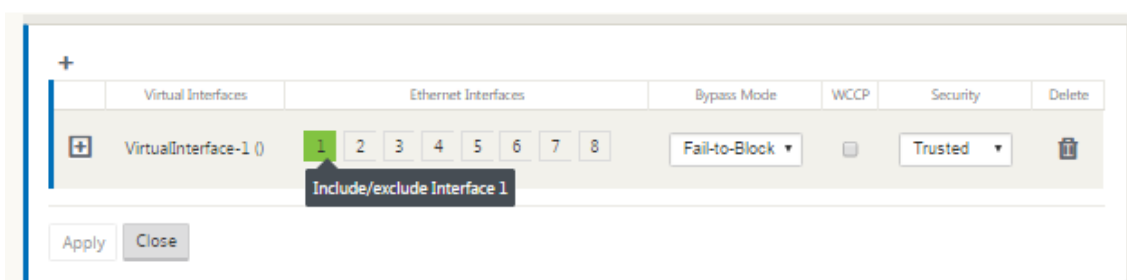 +
Virtual Interfaces Ethernet Interfaces Bypass Mode WCCP Security Delete
+ VirtualInterface-1 () 1 2 3 4 5 6 7 8 Fail-to-Block Trusted
Include/exclude Interface 1
Apply Close